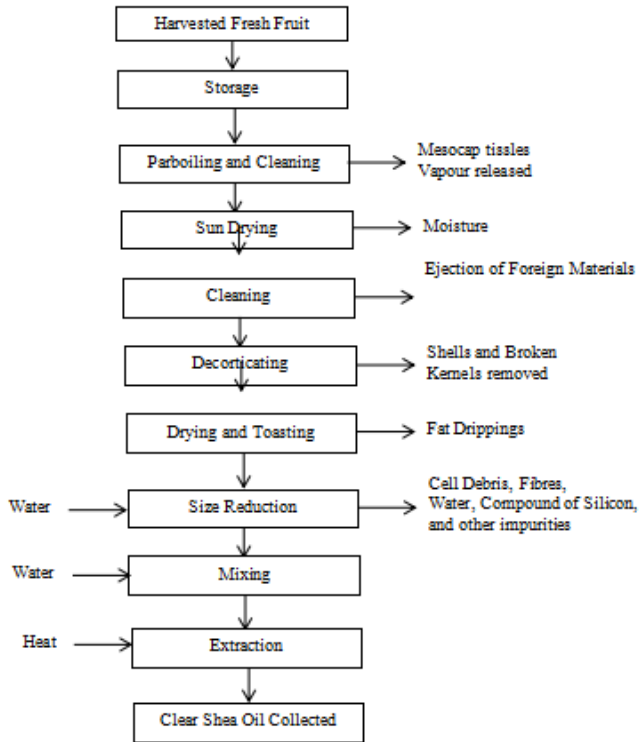 Harvested Fresh Fruit
Storage
Parboiling and Cleaning
Mesocap tissles
Vapour released
Sun Drying
Moisture
Ejection of Foreign Materials
Cleaning
Decorticating
Shells and Broken
Kernels removed
Drying and Toasting
Fat Drippings
Cell Debris, Fibres,
Water, Compound of Silicon,
and other impurities
Water
Size Reduction
Water
Mixing
Heat
Extraction
Clear Shea Oil Collected